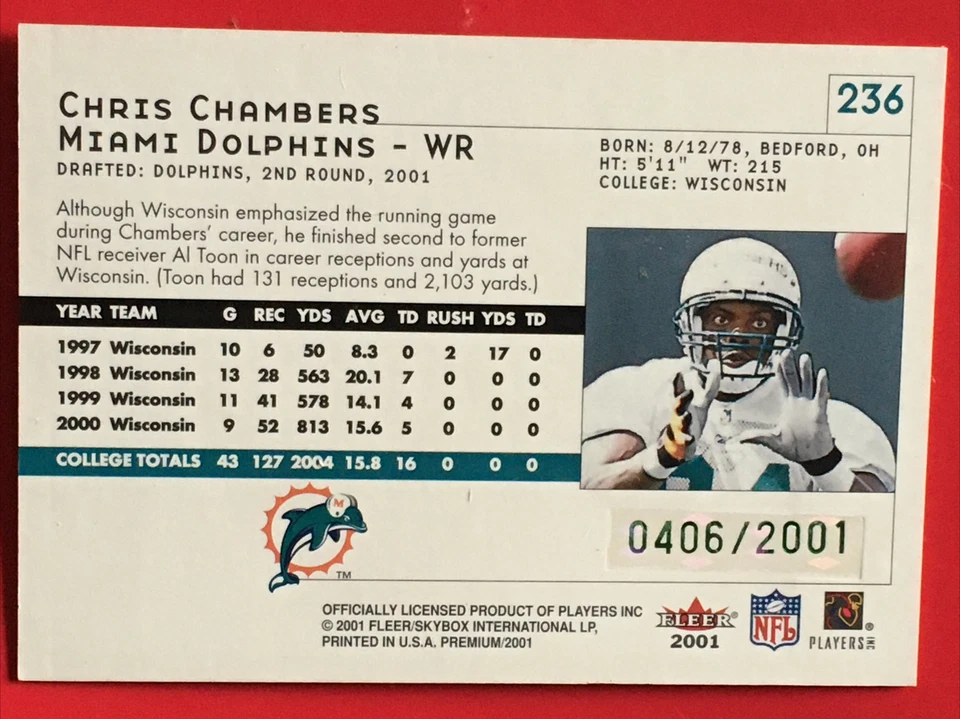 236
CHRIS CHAMBERS
MIAMI DOLPHINS - WR
DRAFTED: DOLPHINS, 2ND ROUND, 2001
BORN: 8/12/78, BEDFORD, OH
HT: 5'11" WT: 215
COLLEGE: WISCONSIN
Although Wisconsin emphasized the running game
during Chambers' career, he finished second to former
NFL receiver Al Toon in career receptions and yards at
Wisconsin. (Toon had 131 receptions and 2,103 yards.)
YEAR TEAM G REC YDS AVG TD RUSH YDS TD
1997 Wisconsin 10 6 50 8.3 0 2 17 0
1998 Wisconsin 13 28 563 20.1 7 0 0 0
1999 Wisconsin 11 41 578 14.1 4 0 0 0
2000 Wisconsin 9 52 813 15.6 5 0 0 0
COLLEGE TOTALS 43 127 2004 15.8 16 0 0 0
M
TM
0406/2001
OFFICIALLY LICENSED PRODUCT OF PLAYERS INC
© 2001 FLEER/SKYBOX INTERNATIONAL LP,
PRINTED IN U.S.A. PREMIUM/2001
FLEER®
2001
NFL
PLAYERS INC ®